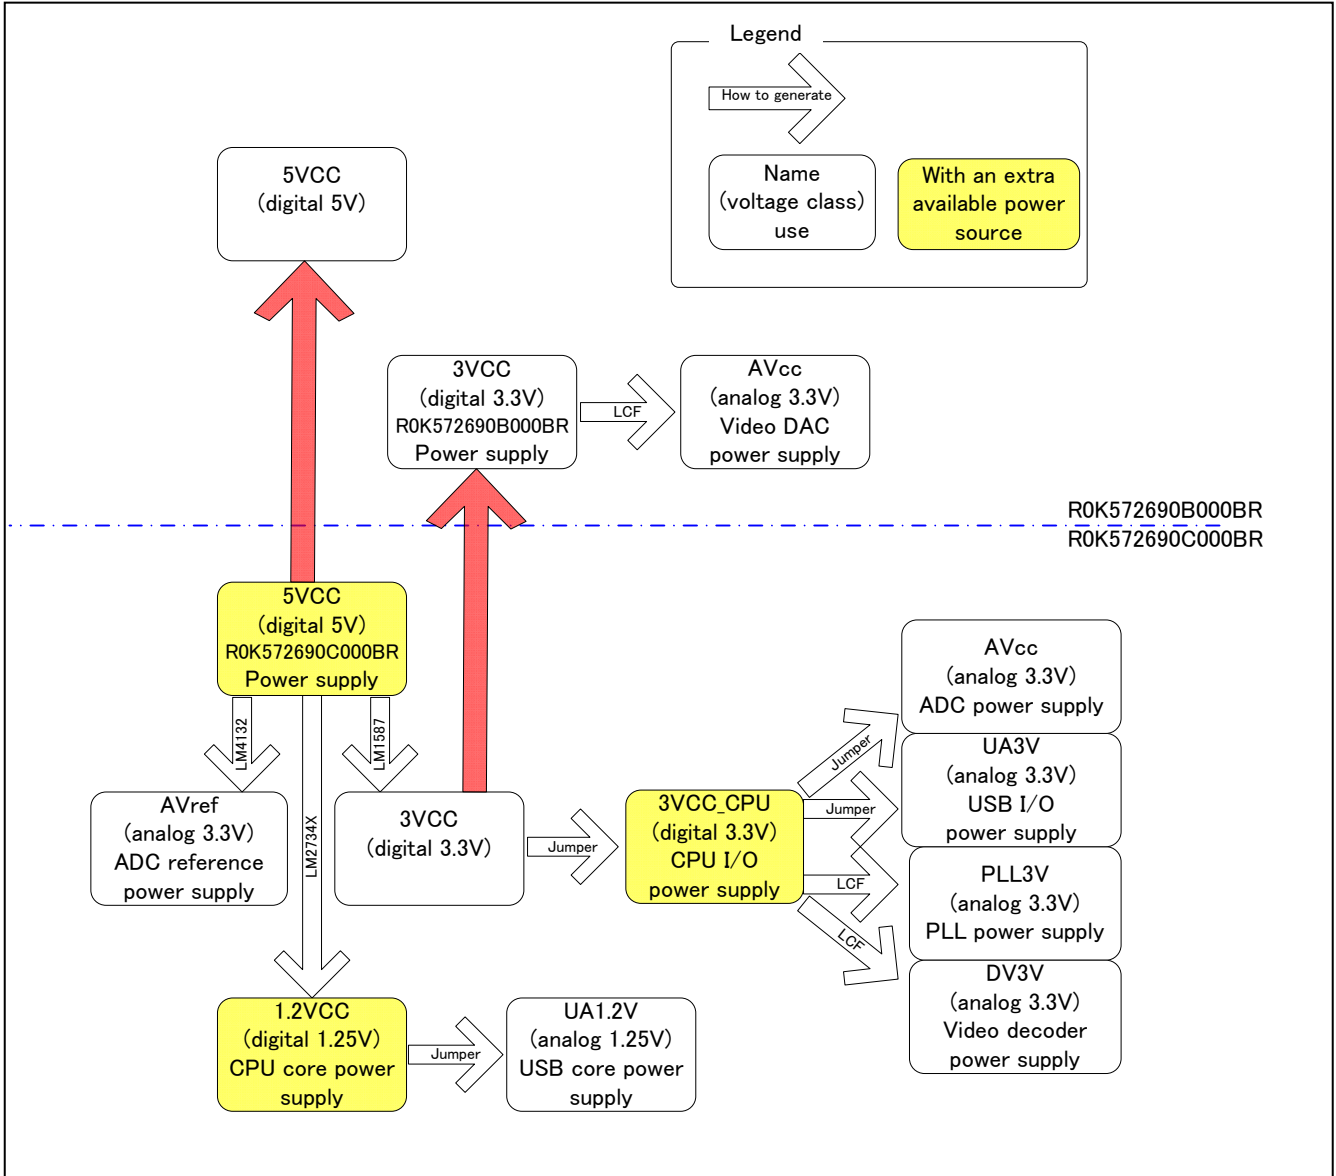 Legend
How to generate
Name
(voltage class)
use
With an extra
available power
source
5VCC
(digital 5V)
3VCC
(digital 3.3V)
R0K572690B000BR
Power supply
LCF
AVcc
(analog 3.3V)
Video DAC
power supply
R0K572690B000BR
R0K572690C000BR
5VCC
(digital 5V)
R0K572690C000BR
Power supply
LM4132
LM2734X
LM1587
AVref
(analog 3.3V)
ADC reference
power supply
3VCC
(digital 3.3V)
Jumper
3VCC_CPU
(digital 3.3V)
CPU I/O
power supply
Jumper
Jumper
LCF
LCF
AVcc
(analog 3.3V)
ADC power supply
UA3V
(analog 3.3V)
USB I/O
power supply
PLL3V
(analog 3.3V)
PLL power supply
DV3V
(analog 3.3V)
Video decoder
power supply
1.2VCC
(digital 1.25V)
CPU core power
supply
Jumper
UA1.2V
(analog 1.25V)
USB core power
supply